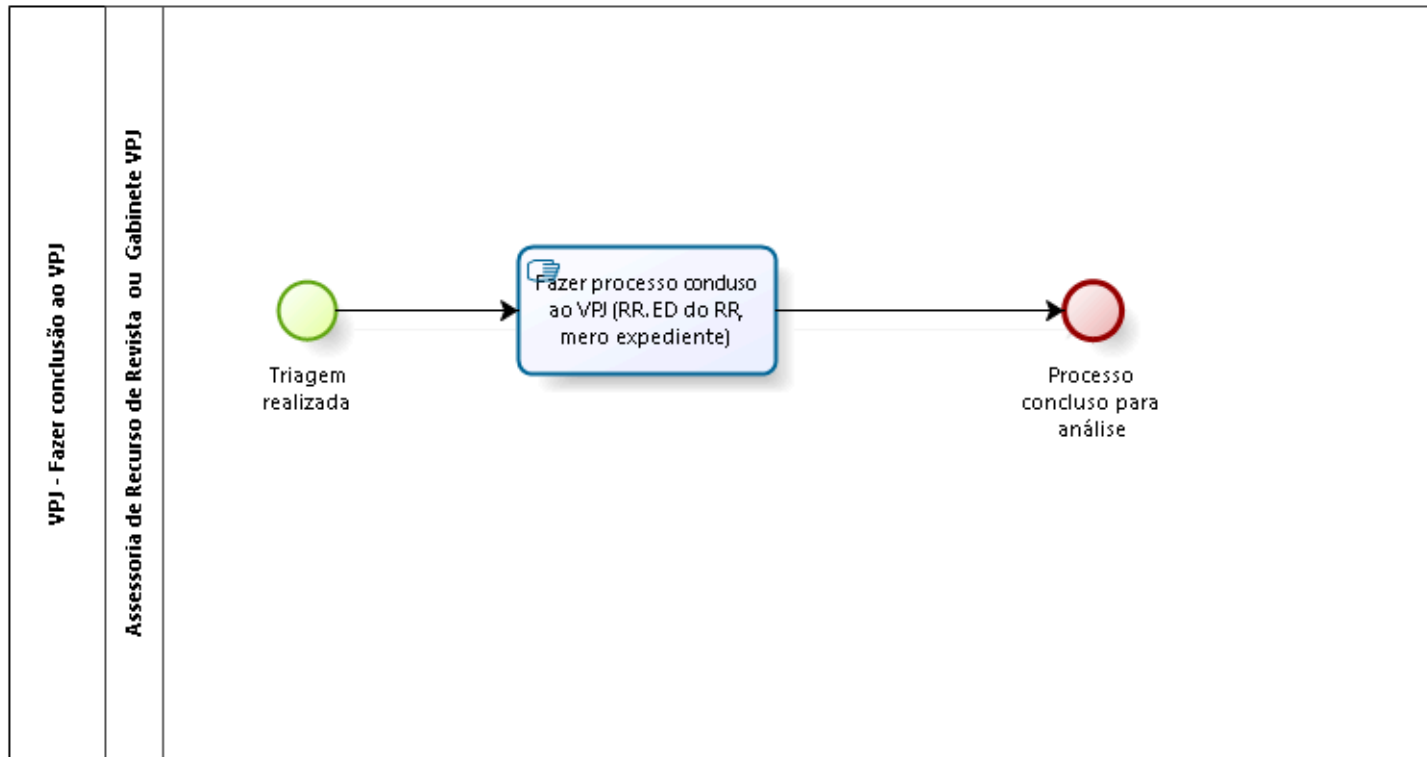 VPJ - Fazer conclusão ao VPJ
Assessoria de Recurso de Revista ou Gabinete VPJ
Triagem
realizada
Fazer processo concluso
ao VPJ (RR. ED do RR,
mero expediente)
Processo
concluso para
análise